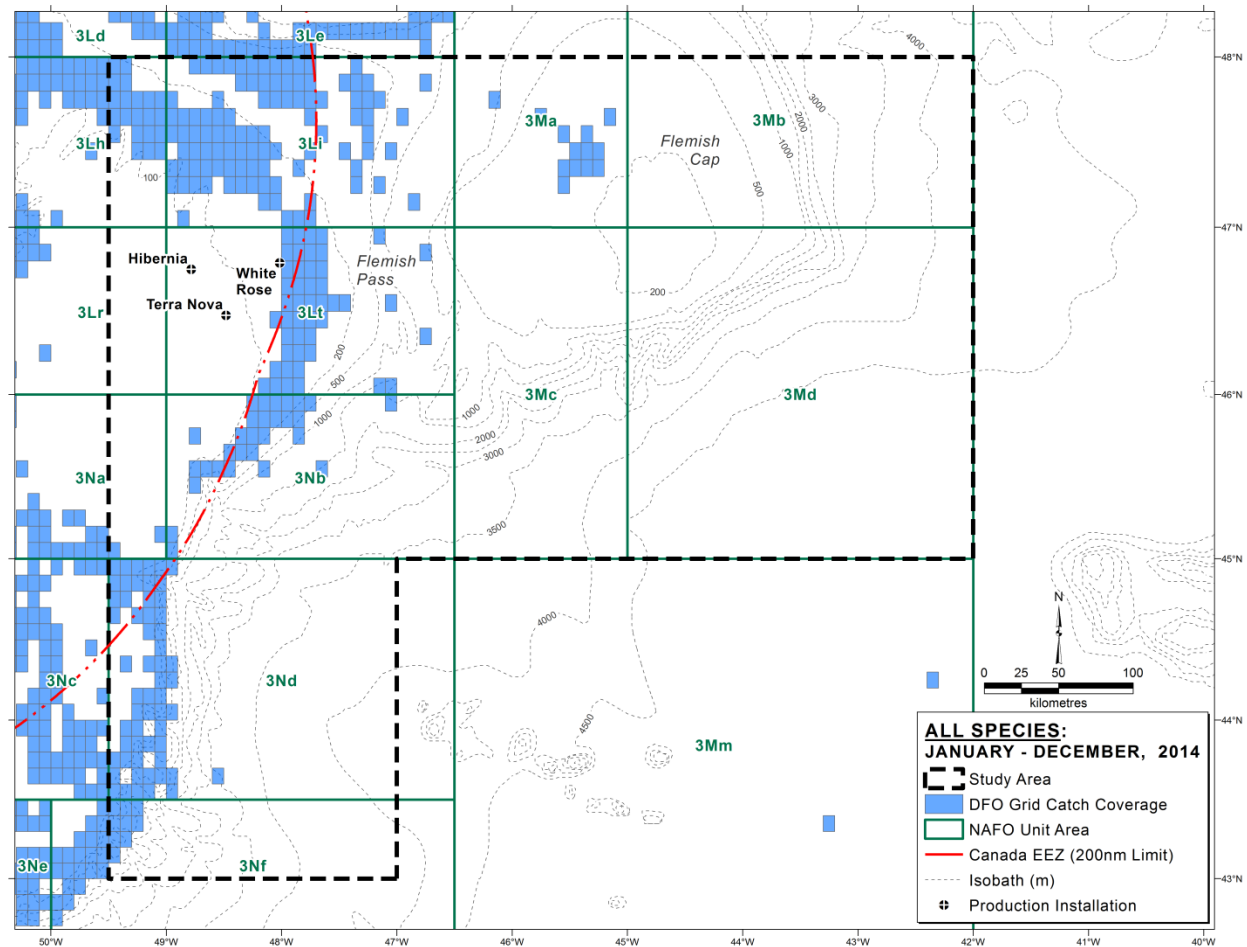 3Ld
3Le
4000
48°N
3000
2000
1000
3Lh
3Li
3Ma
3Mb
Flemish
Cap
100
500
47°N
Hibernia
White
Rose
Flemish
Pass
Terra Nova
3Lr
3Lt
200
200
500
1000
46°N
3Mc
3Md
1000
2000
3000
3Na
3Nb
3500
45°N
4000
N
0 25 50 100
kilometres
3Nc
3Nd
4500
44°N
3Mm
3Ne
3Nf
43°N
ALL SPECIES:
JANUARY - DECEMBER, 2014
Study Area
DFO Grid Catch Coverage
NAFO Unit Area
Canada EEZ (200nm Limit)
Isobath (m)
Production Installation
50°W 49°W 48°W 47°W 46°W 45°W 44°W 43°W 42°W 41°W 40°W